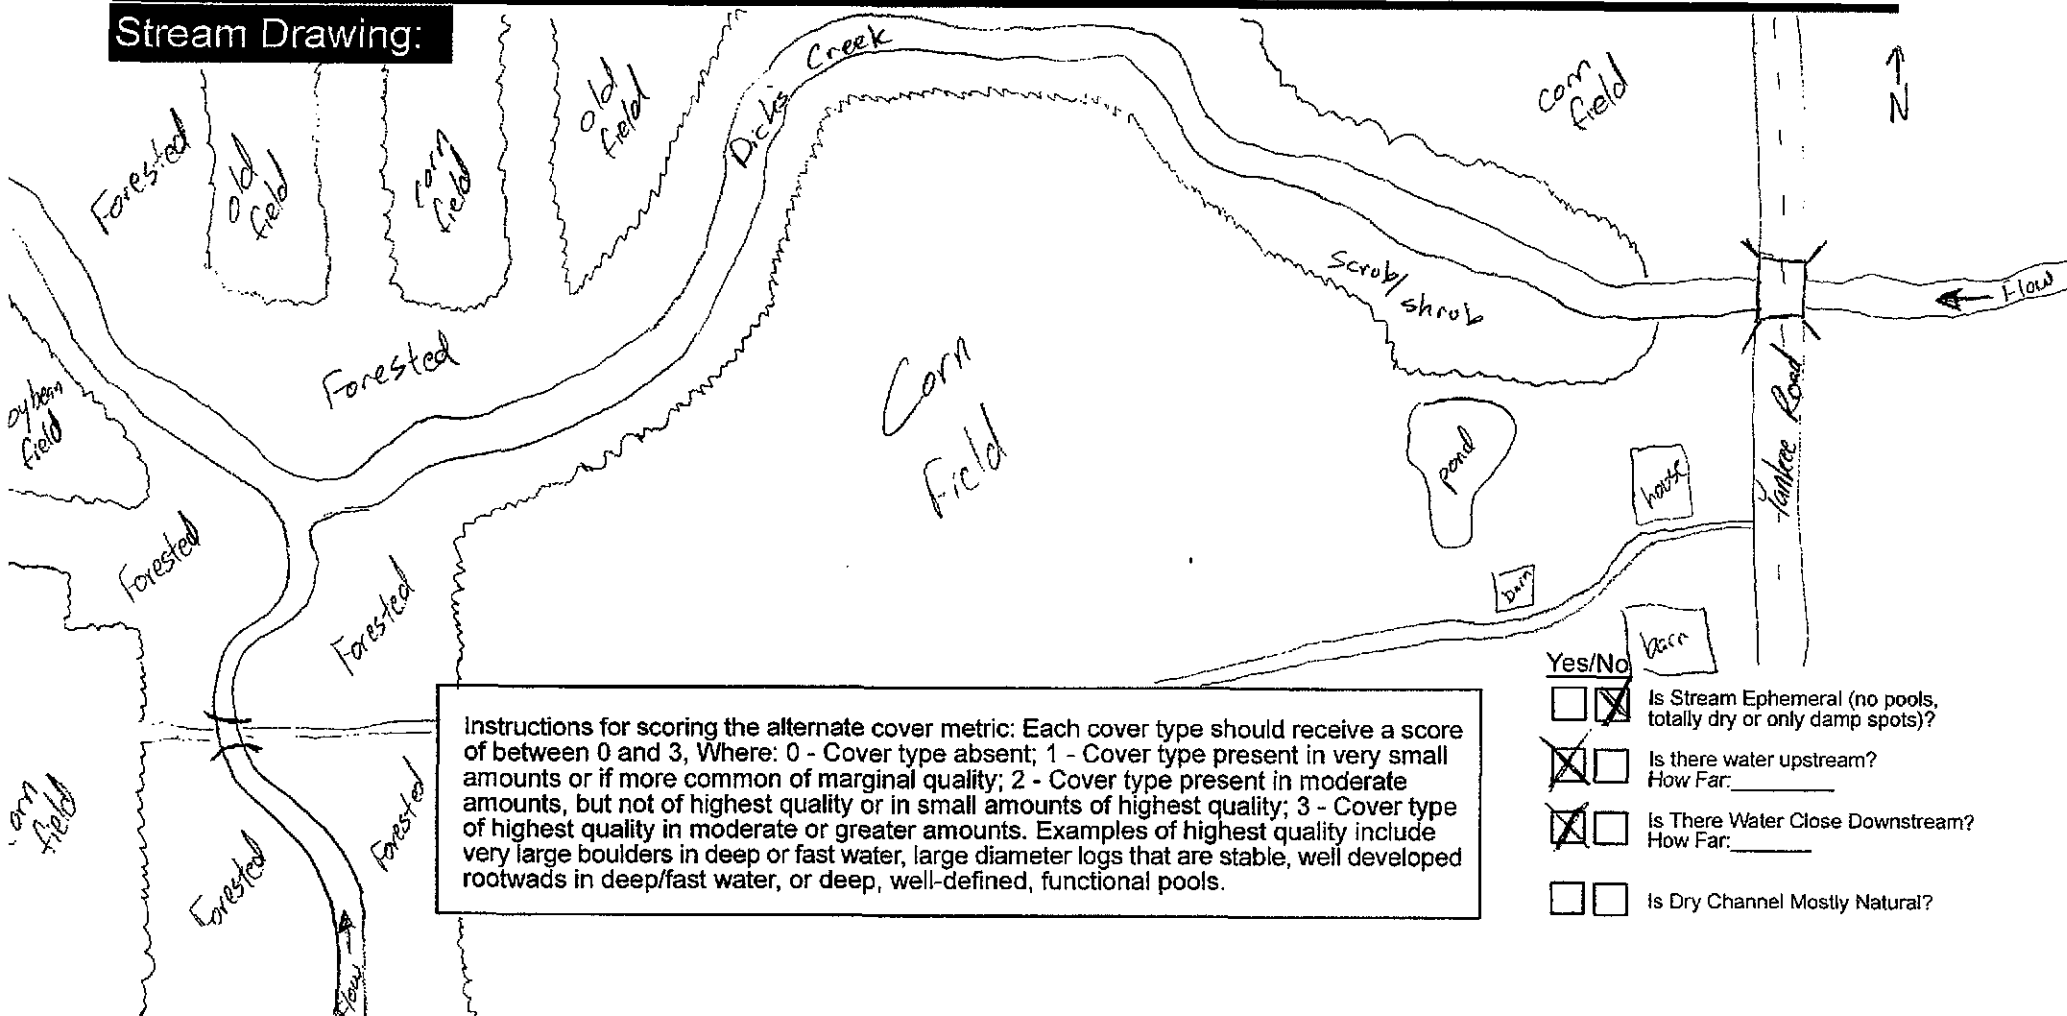 Stream Drawing:
Creek
Dicks
corn
field
N
Forested
old
field
corn
field
old
field
Flow
Scrub/
shrub
Forested
Corn
Field
oybean
field
pond
house
Yankee Road
Forested
Forested
barn
barn
Yes/No
Is Stream Ephemeral (no pools,
totally dry or only damp spots)?
Is there water upstream?
How Far:
Is There Water Close Downstream?
How Far:
Is Dry Channel Mostly Natural?
Instructions for scoring the alternate cover metric: Each cover type should receive a score
of between 0 and 3, Where: 0 - Cover type absent; 1 - Cover type present in very small
amounts or if more common of marginal quality; 2 - Cover type present in moderate
amounts, but not of highest quality or in small amounts of highest quality; 3 - Cover type
of highest quality in moderate or greater amounts. Examples of highest quality include
very large boulders in deep or fast water, large diameter logs that are stable, well developed
rootwads in deep/fast water, or deep, well-defined, functional pools.
orn
field
Forested
Forested
Flow